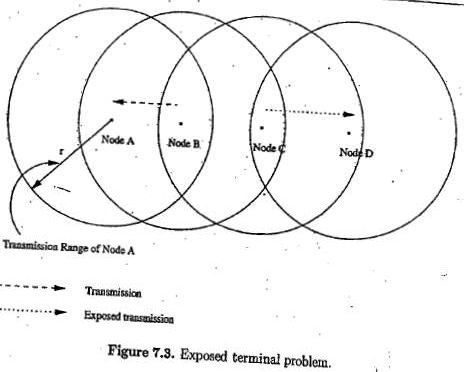 Node A
Node B
Node C
Node D
r
Transmission Range of Node A
Transmission
Exposed transmission
Figure 7.3. Exposed terminal problem.